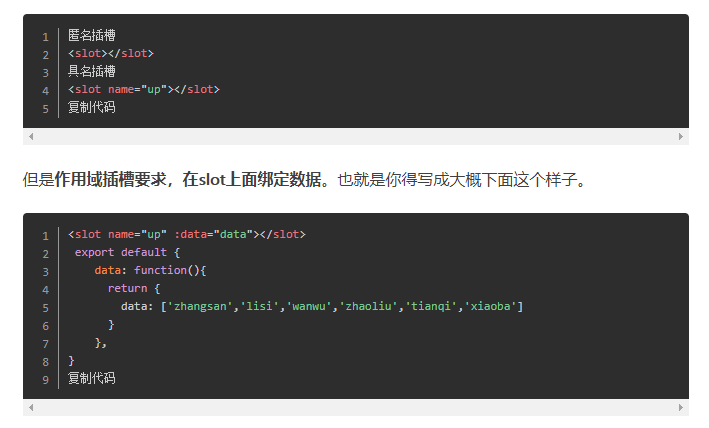 1 匿名插槽
2 <slot></slot>
3 具名插槽
4 <slot name="up"></slot>
5 复制代码
但是作用域插槽要求，在slot上面绑定数据。也就是你得写成大概下面这个样子。
1 <slot name="up" :data="data"></slot>
2 export default {
3 data: function(){
4 return {
5 data: ['zhangsan','lisi','wanwu','zhaoliu','tianqi','xiaoba']
6 }
7 },
8 }
9 复制代码